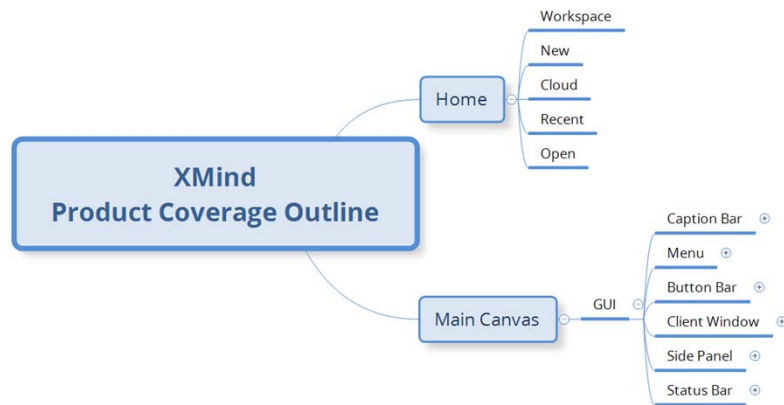 XMind
Product Coverage Outline
Home
Workspace
New
Cloud
Recent
Open
Main Canvas
GUI
Caption Bar
Menu
Button Bar
Client Window
Side Panel
Status Bar